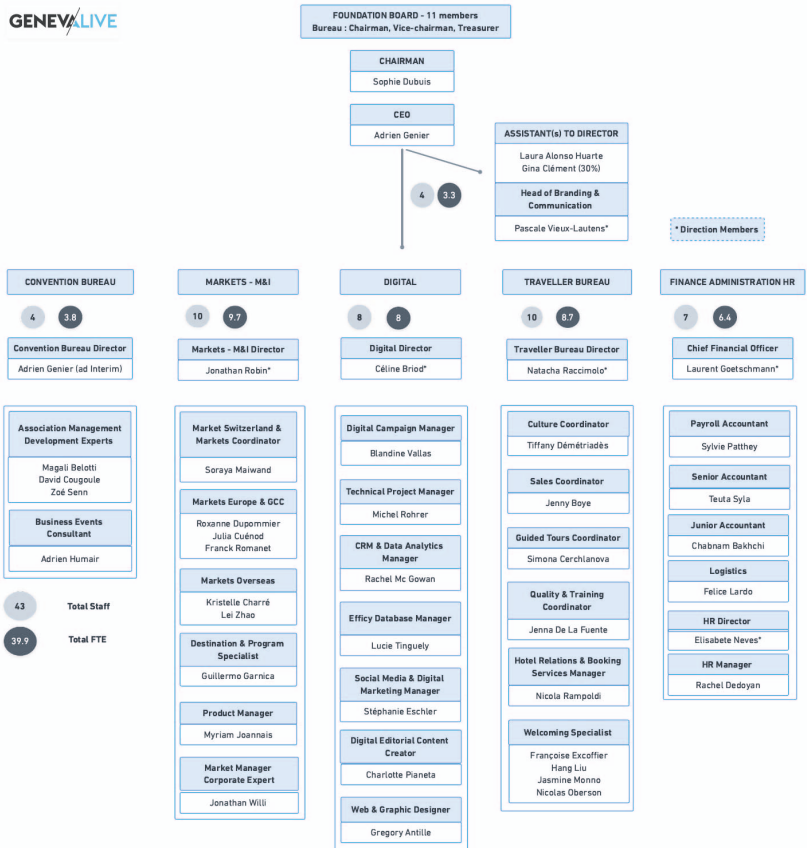 GENEVALIVE
FOUNDATION BOARD - 11 members
Bureau : Chairman, Vice-chairman, Treasurer
CHAIRMAN
Sophie Dubuis
CEO
Adrien Genier
ASSISTANT(s) TO DIRECTOR
Laura Alonso Huarte
Gina Clément (30%)
4
3.3
Head of Branding &
Communication
Pascale Vieux-Lautens*
* Direction Members
CONVENTION BUREAU
4
3.8
Convention Bureau Director
Adrien Genier (ad Interim)
Association Management
Development Experts
Magali Belotti
David Cougoule
Zoé Senn
Business Events
Consultant
Adrien Humair
43
Total Staff
39.9
Total FTE
MARKETS - M&I
10
9.7
Markets - M&I Director
Jonathan Robin*
Market Switzerland &
Markets Coordinator
Soraya Maiwand
Markets Europe & GCC
Roxanne Dupommier
Julia Cuénod
Franck Romanet
Markets Overseas
Kristelle Charré
Lei Zhao
Destination & Program
Specialist
Guillermo Garnica
Product Manager
Myriam Joannais
Market Manager
Corporate Expert
Jonathan Willi
DIGITAL
8
8
Digital Director
Céline Briod*
Digital Campaign Manager
Blandine Vallas
Technical Project Manager
Michel Rohrer
CRM & Data Analytics
Manager
Rachel Mc Gowan
Efficy Database Manager
Lucie Tinguely
Social Media & Digital
Marketing Manager
Stéphanie Eschler
Digital Editorial Content
Creator
Charlotte Pianeta
Web & Graphic Designer
Gregory Antille
TRAVELLER BUREAU
10
8.7
Traveller Bureau Director
Natacha Raccimolo*
Culture Coordinator
Tiffany Démétriadès
Sales Coordinator
Jenny Boye
Guided Tours Coordinator
Simona Cerchlanova
Quality & Training
Coordinator
Jenna De La Fuente
Hotel Relations & Booking
Services Manager
Nicola Rampoldi
Welcoming Specialist
Françoise Excoffier
Hang Liu
Jasmine Monno
Nicolas Oberson
FINANCE ADMINISTRATION HR
7
6.4
Chief Financial Officer
Laurent Goetschmann*
Payroll Accountant
Sylvie Patthey
Senior Accountant
Teuta Syla
Junior Accountant
Chabnam Bakhchi
Logistics
Felice Lardo
HR Director
Elisabete Neves*
HR Manager
Rachel Dedoyan